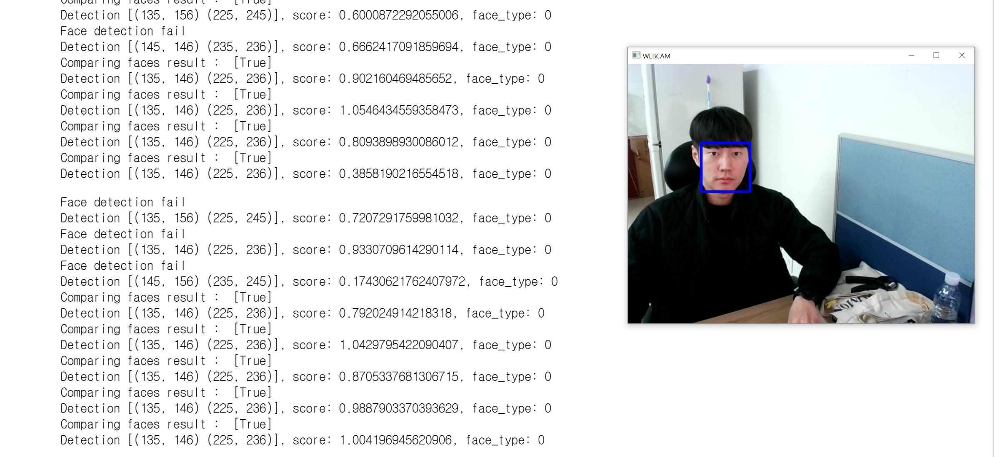 Comparing faces result :  [True]
Detection [(135, 156) (225, 245)], score: 0.6000872292055006, face_type: 0
Face detection fail
Detection [(145, 146) (235, 236)], score: 0.6662417091859694, face_type: 0
Comparing faces result :  [True]
Detection [(135, 146) (225, 236)], score: 0.902160469485652, face_type: 0
Comparing faces result :  [True]
Detection [(135, 146) (225, 236)], score: 1.0546434559358473, face_type: 0
Comparing faces result :  [True]
Detection [(135, 146) (225, 236)], score: 0.8093898930086012, face_type: 0
Comparing faces result :  [True]
Detection [(135, 146) (225, 236)], score: 0.3858190216554518, face_type: 0
Face detection fail
Detection [(135, 156) (225, 245)], score: 0.7207291759981032, face_type: 0
Face detection fail
Detection [(135, 146) (225, 236)], score: 0.9330709614290114, face_type: 0
Face detection fail
Detection [(145, 156) (235, 245)], score: 0.17430621762407972, face_type: 0
Comparing faces result :  [True]
Detection [(135, 146) (225, 236)], score: 0.792024914218318, face_type: 0
Comparing faces result :  [True]
Detection [(135, 146) (225, 236)], score: 1.0429795422090407, face_type: 0
Comparing faces result :  [True]
Detection [(135, 146) (225, 236)], score: 0.8705337681306715, face_type: 0
Comparing faces result :  [True]
Detection [(135, 146) (225, 236)], score: 0.9887903370393629, face_type: 0
Comparing faces result :  [True]
Detection [(135, 146) (225, 236)], score: 1.004196945620906, face_type: 0
WEBCAM